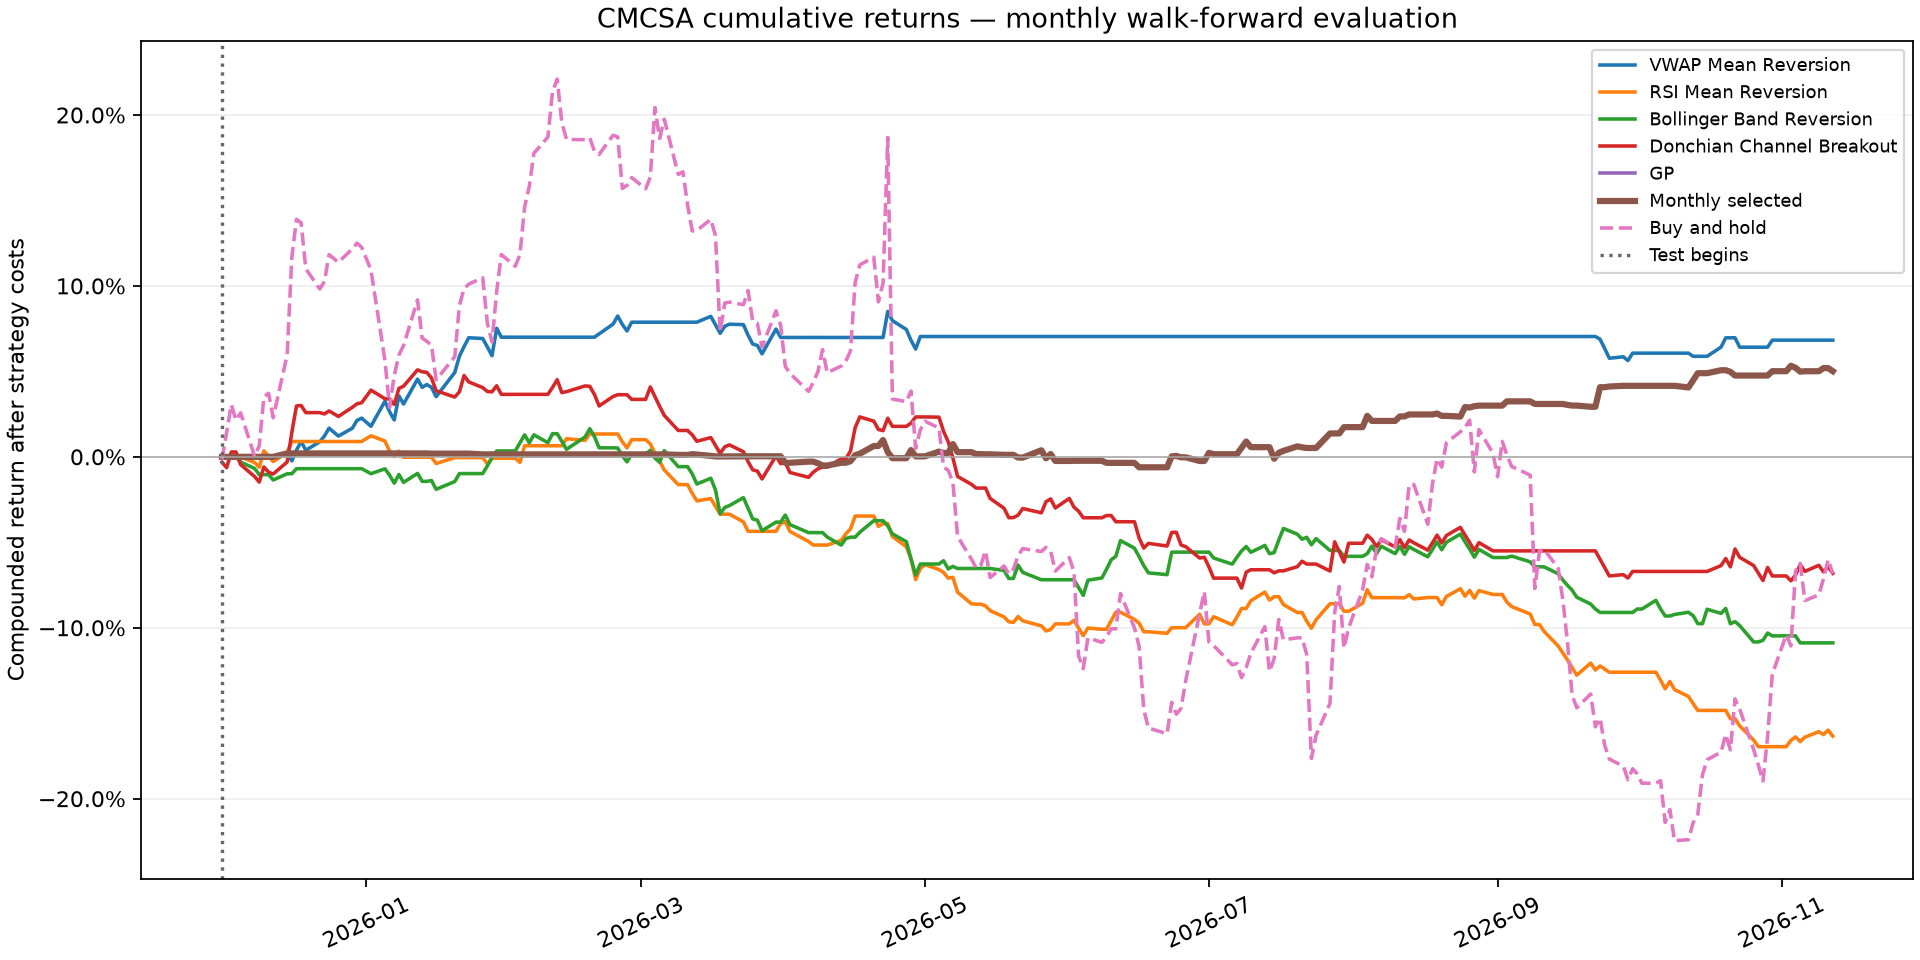 CMCSA cumulative returns — monthly walk-forward evaluation
Compounded return after strategy costs
20.0%
10.0%
0.0%
−10.0%
−20.0%
VWAP Mean Reversion
RSI Mean Reversion
Bollinger Band Reversion
Donchian Channel Breakout
GP
Monthly selected
Buy and hold
Test begins
2026-01
2026-03
2026-05
2026-07
2026-09
2026-11